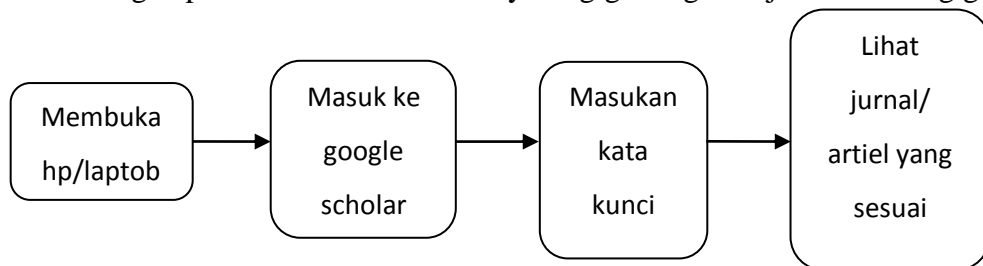 Membuka
hp/laptob
Masuk ke
google
scholar
Masukan
kata
kunci
Lihat
jurnal/
artiel yang
sesuai